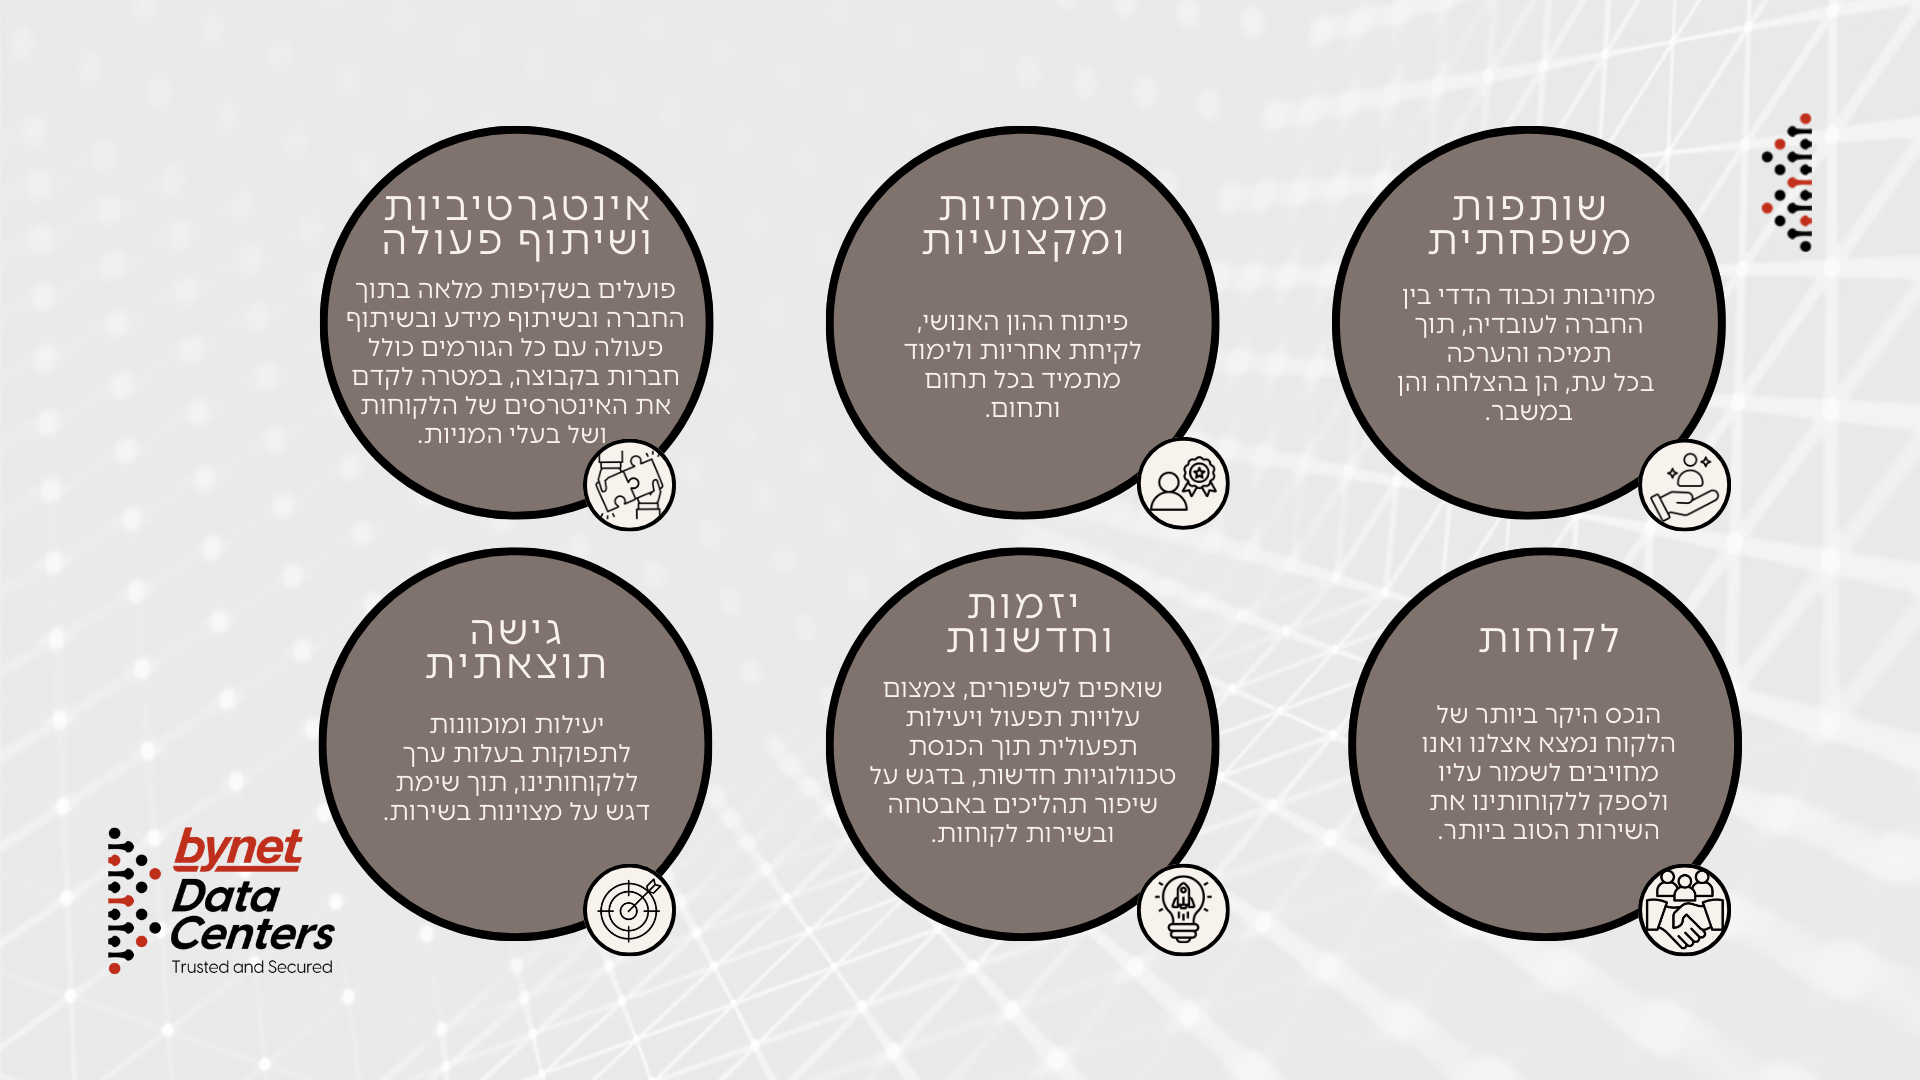 שותפות
משפחתית
מחויבות וכבוד הדדי בין
החברה לעובדיה, תוך
תמיכה והערכה
בכל עת, הן בהצלחה והן
במשבר.
מומחיות
ומקצועיות
פיתוח ההון האנושי,
לקיחת אחריות ולימוד
מתמיד בכל תחום
ותחום.
אינטגרטיביות
ושיתוף פעולה
פועלים בשקיפות מלאה בתוך
החברה ובשיתוף מידע ובשיתוף
פעולה עם כל הגורמים כולל
חברות בקבוצה, במטרה לקדם
את האינטרסים של הלקוחות
ושל בעלי המניות.
לקוחות
הנכס היקר ביותר של
הלקוח נמצא אצלנו ואנו
מחויבים לשמור עליו
ולספק ללקוחותינו את
השירות הטוב ביותר.
יזמות
וחדשנות
שואפים לשיפורים, צמצום
עלויות תפעול ויעילות
תפעולית תוך הכנסת
טכנולוגיות חדשות, בדגש על
שיפור תהליכים באבטחה
ובשירות לקוחות.
גישה
תוצאתית
יעילות ומוכוונות
לתפוקות בעלות ערך
ללקוחותינו, תוך שימת
דגש על מצוינות בשירות.
bynet
Data
Centers
Trusted and Secured